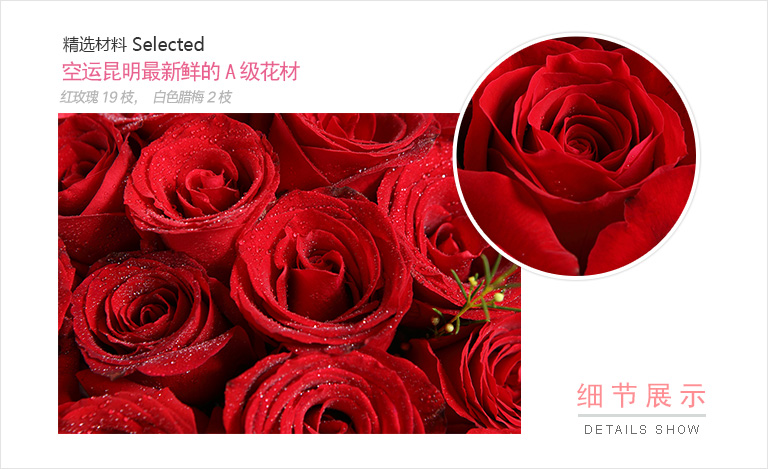 精选材料 Selected
空运昆明最新鲜的 A 级花材
红玫瑰 19 枝， 白色腊梅 2 枝
细节展示
DETAILS SHOW